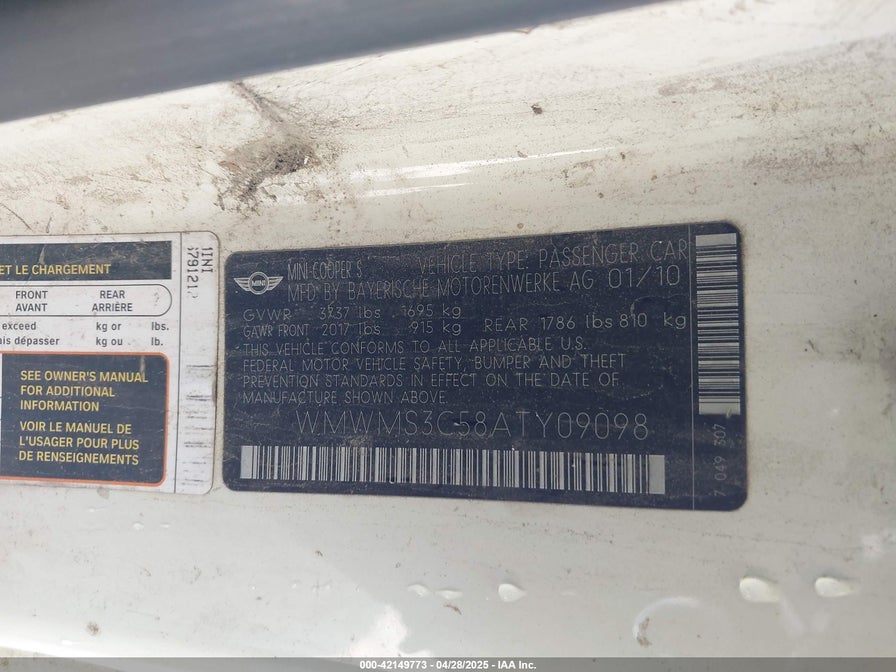 ET LE CHARGEMENT
FRONT REAR
AVANT ARRIÈRE
exceed kg or lbs.
ais dépasser kg ou lb.
SEE OWNER'S MANUAL
FOR ADDITIONAL
INFORMATION
VOIR LE MANUEL DE
L'USAGER POUR PLUS
DE RENSEIGNEMENTS
MINI
MINI COOPER S VEHICLE TYPE: PASSENGER CAR
MFD BY BAYERISCHE MOTORENWERKE AG 01/10
GVWR 3737 lbs 1695 kg
GAWR FRONT 2017 lbs 915 kg REAR 1786 lbs 810 kg
THIS VEHICLE CONFORMS TO ALL APPLICABLE U.S.
FEDERAL MOTOR VEHICLE SAFETY, BUMPER AND THEFT
PREVENTION STANDARDS IN EFFECT ON THE DATE OF
MANUFACTURE SHOWN ABOVE.
WMWMS3C58ATY09098
7 049 307
000-42149773 - 04/28/2025 - IAA Inc.